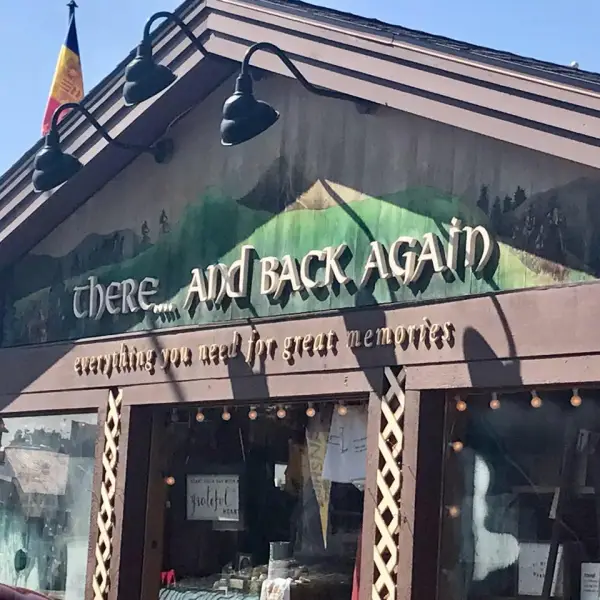 there.... and back again
everything you need for great memories
grateful